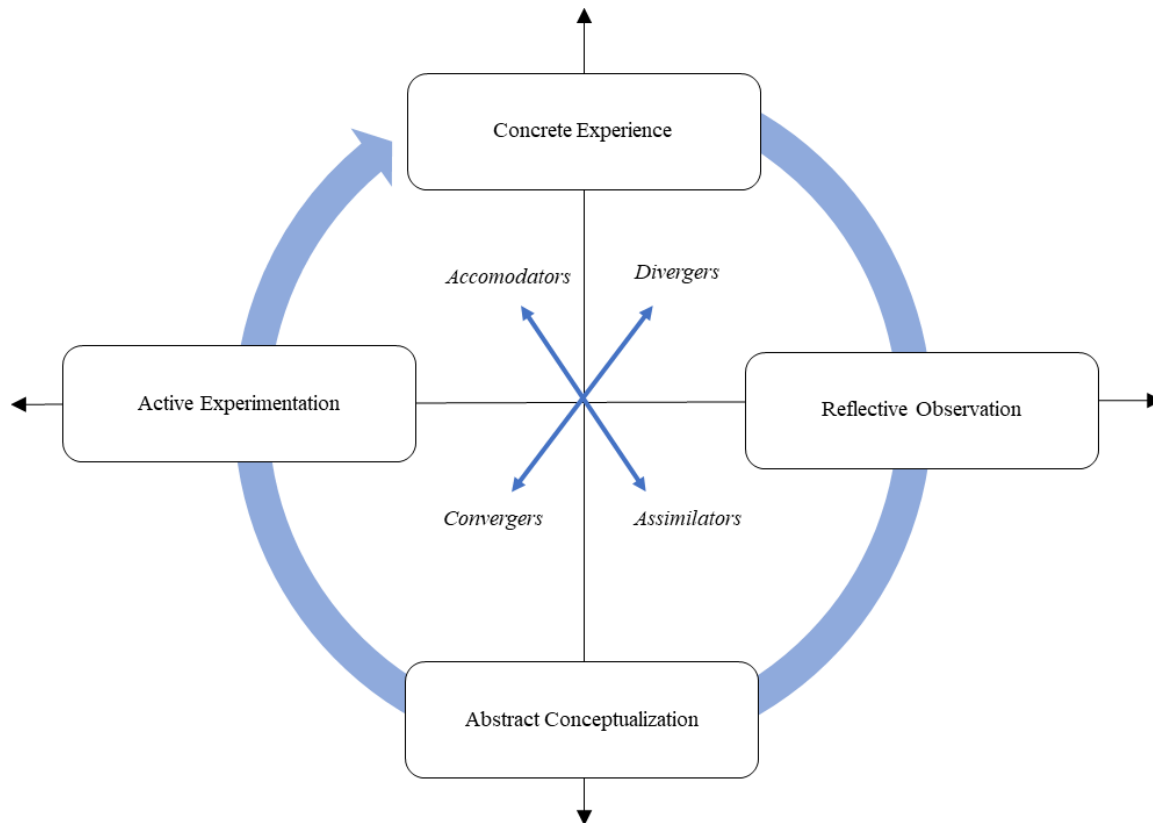 Concrete Experience
Accomodators
Divergers
Active Experimentation
Reflective Observation
Convergers
Assimilators
Abstract Conceptualization